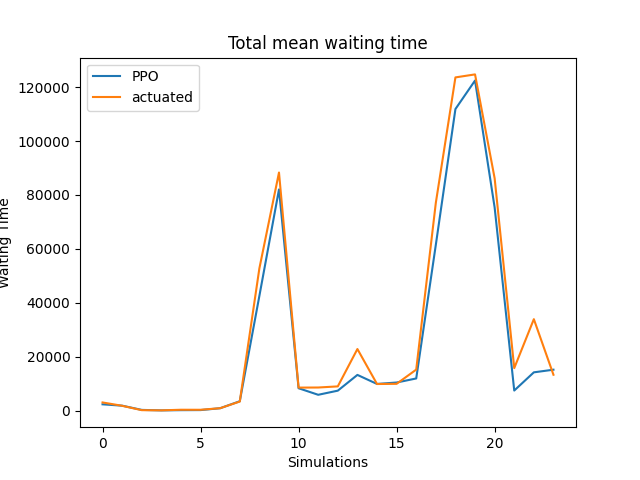 Total mean waiting time
PPO
actuated
120000
100000
80000
60000
40000
20000
0
Waiting Time
0 5 10 15 20
Simulations